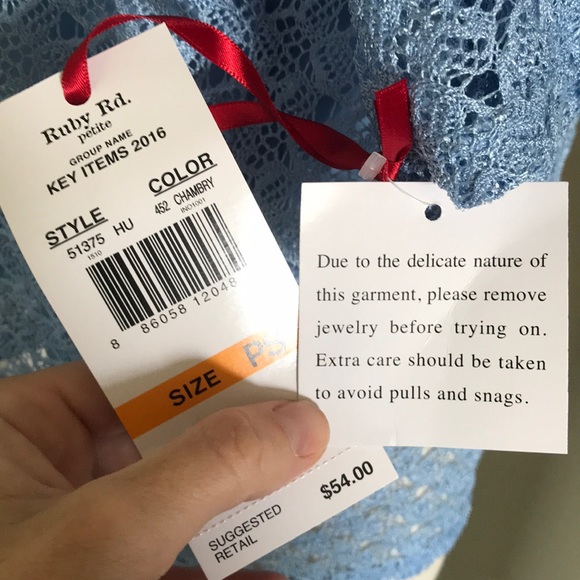 Ruby Rd.
petite
GROUP NAME
KEY ITEMS 2016
STYLE COLOR
51375 HU 452 CHAMBRY
1510 INO1001
8 86058 12048
SIZE
SUGGESTED $54.00
RETAIL
Due to the delicate nature of
this garment, please remove
jewelry before trying on.
Extra care should be taken
to avoid pulls and snags.